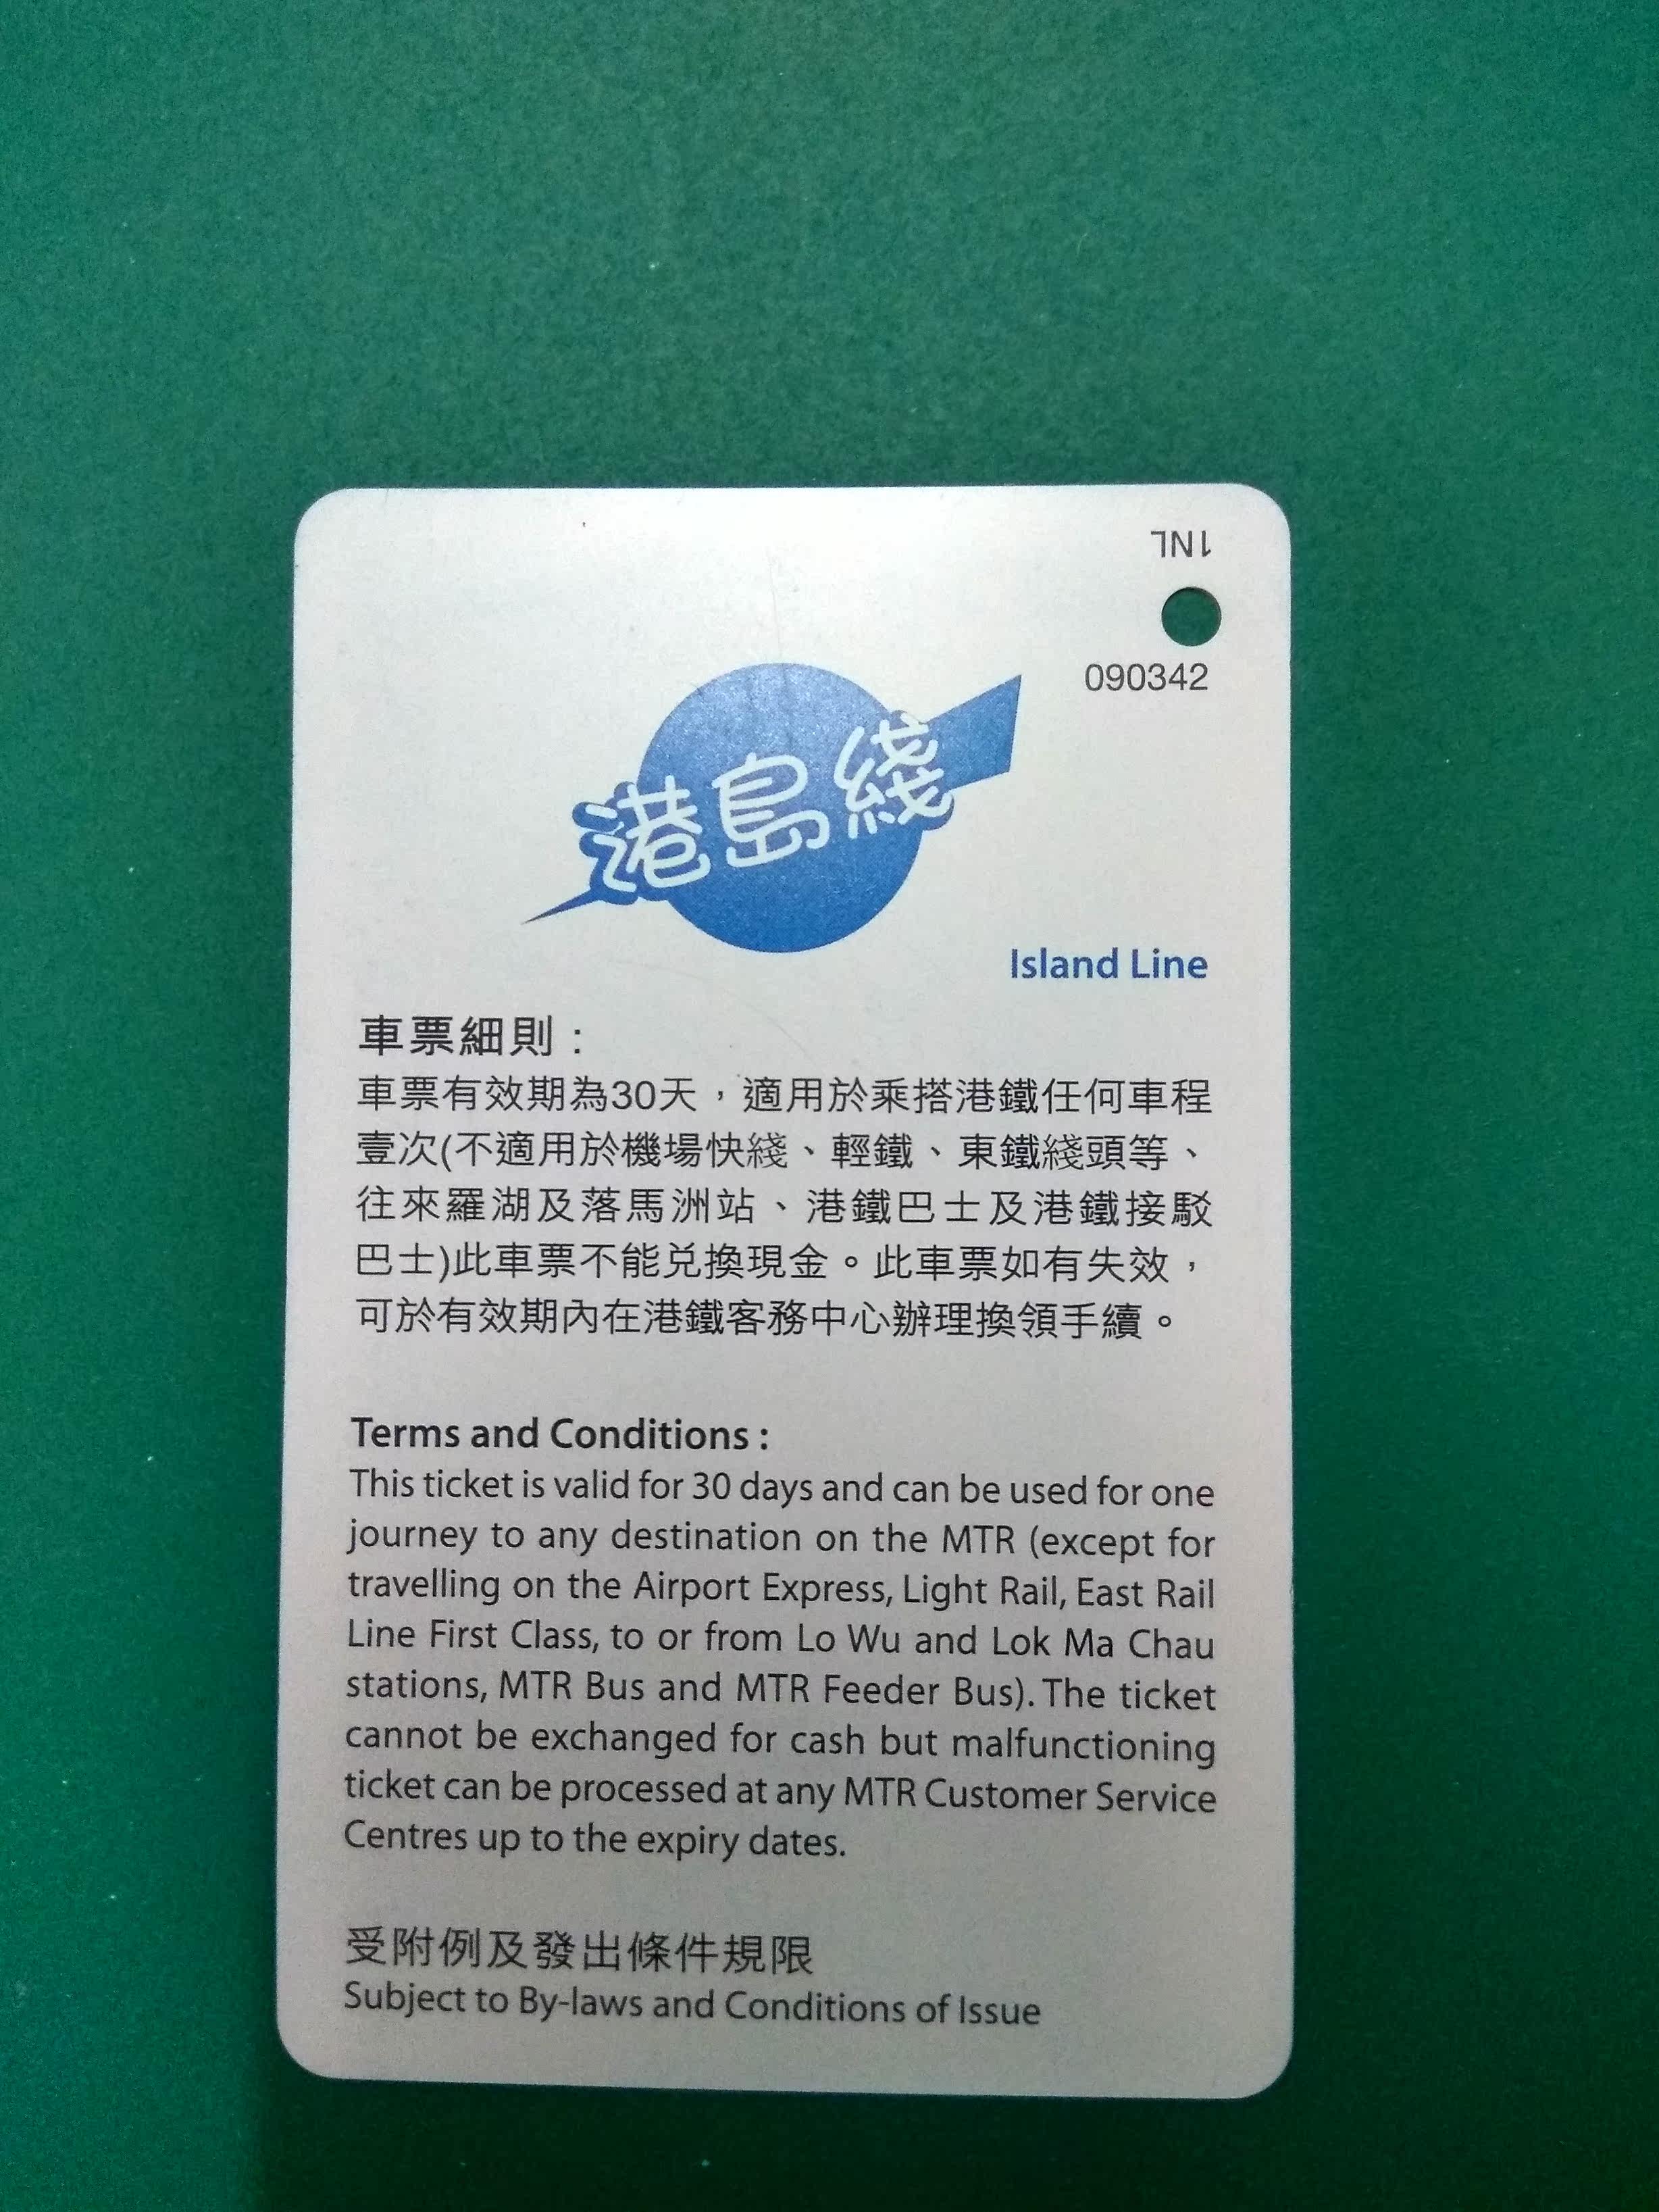 1NL
090342
港島綫
Island Line
車票細則：
車票有效期為30天，適用於乘搭港鐵任何車程
壹次(不適用於機場快綫、輕鐵、東鐵綫頭等、
往來羅湖及落馬洲站、港鐵巴士及港鐵接駁
巴士)此車票不能兌換現金。此車票如有失效，
可於有效期內在港鐵客務中心辦理換領手續。
Terms and Conditions :
This ticket is valid for 30 days and can be used for one
journey to any destination on the MTR (except for
travelling on the Airport Express, Light Rail, East Rail
Line First Class, to or from Lo Wu and Lok Ma Chau
stations, MTR Bus and MTR Feeder Bus). The ticket
cannot be exchanged for cash but malfunctioning
ticket can be processed at any MTR Customer Service
Centres up to the expiry dates.
受附例及發出條件規限
Subject to By-laws and Conditions of Issue